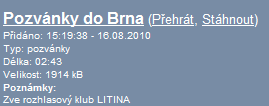 Pozvánky do Brna (Přehrát, Stáhnout)
Přidáno: 15:19:38 - 16.08.2010
Typ: pozvánky
Délka: 02:43
Velikost: 1914 kB
Poznámky:
Zve rozhlasový klub LITINA